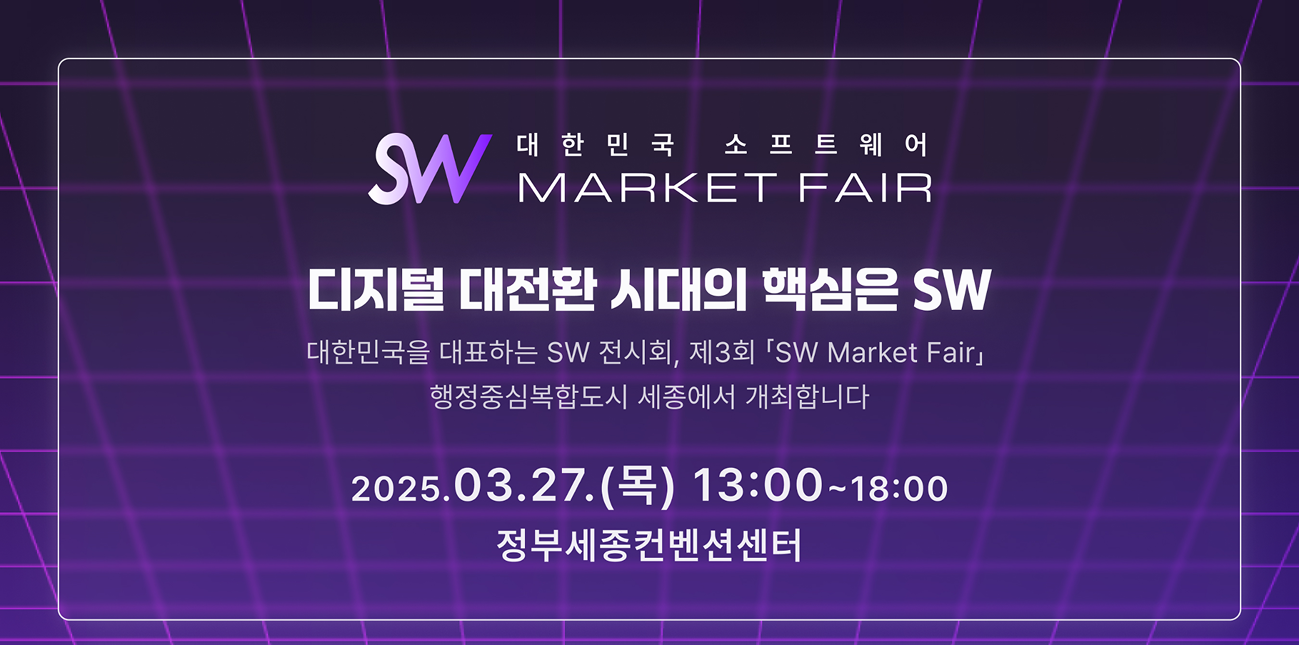 SW 대한민국 소프트웨어
MARKET FAIR
디지털 대전환 시대의 핵심은 SW
대한민국을 대표하는 SW 전시회, 제3회 「SW Market Fair」
행정중심복합도시 세종에서 개최합니다
2025.03.27.(목) 13:00~18:00
정부세종컨벤션센터